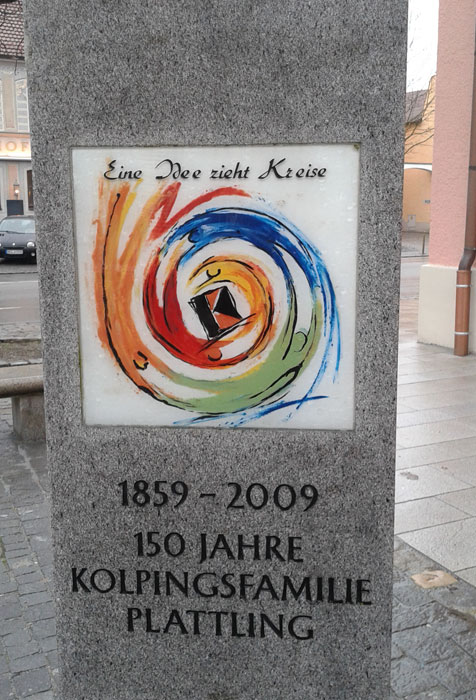 Eine Idee zieht Kreise
1859 – 2009
150 JAHRE
KOLPINGSFAMILIE
PLATTLING